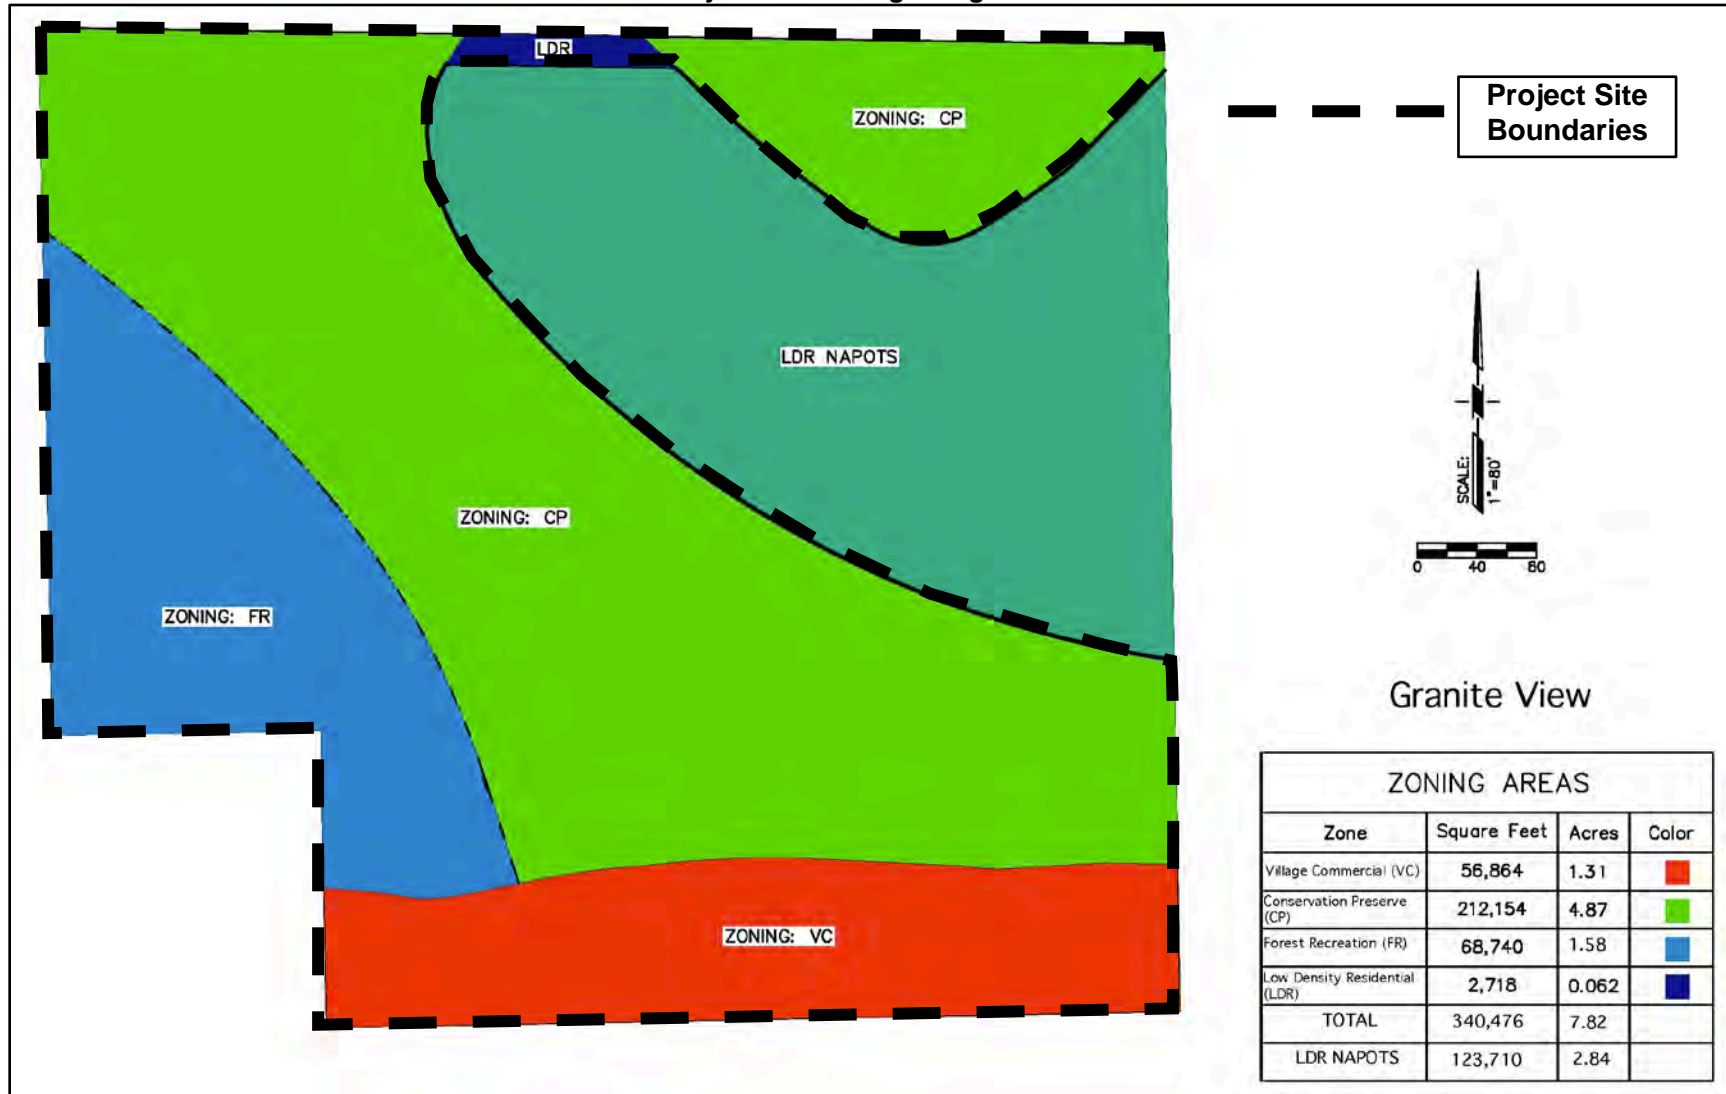 LDR
ZONING: CP
Project Site
Boundaries
LDR NAPOTS
SCALE:
1"=80'
0 40 80
ZONING: CP
ZONING: FR
Granite View
ZONING: VC
ZONING AREAS
Zone Square Feet Acres Color
Village Commercial (VC) 56,864 1.31
Conservation Preserve
(CP) 212,154 4.87
Forest Recreation (FR) 68,740 1.58
Low Density Residential
(LDR) 2,718 0.062
TOTAL 340,476 7.82
LDR NAPOTS 123,710 2.84